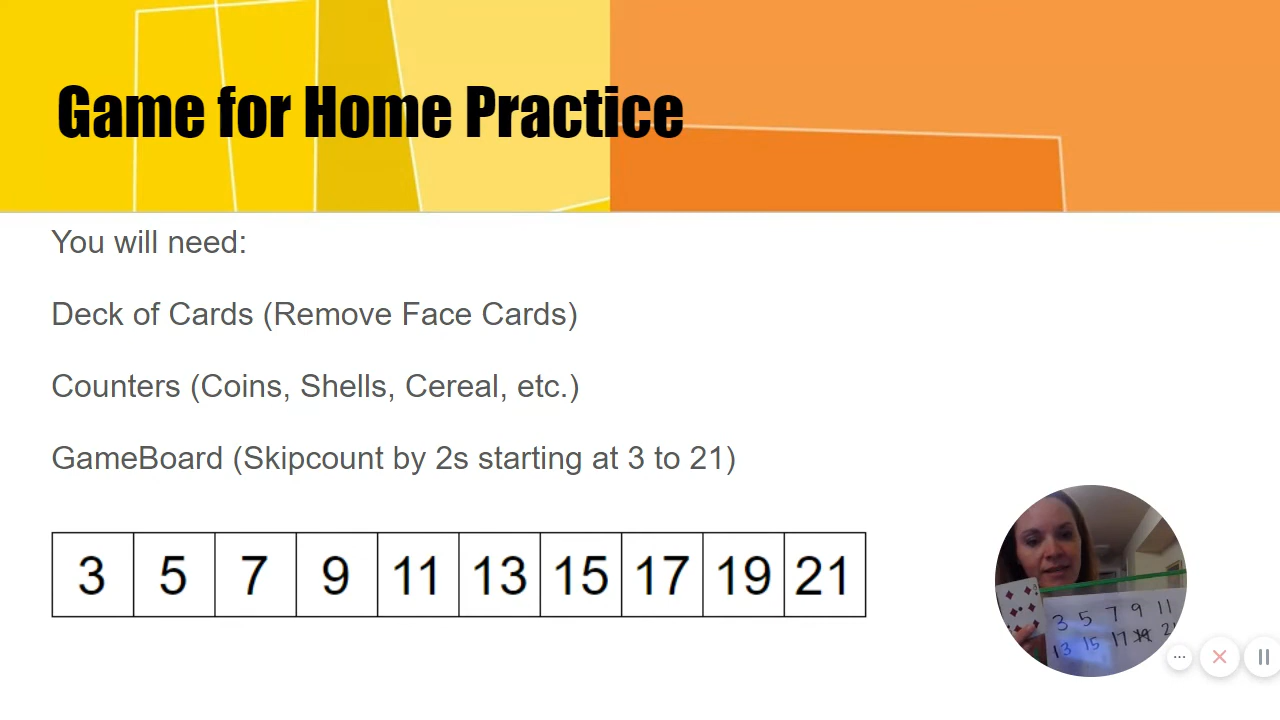 Game for Home Practice
You will need:
Deck of Cards (Remove Face Cards)
Counters (Coins, Shells, Cereal, etc.)
GameBoard (Skipcount by 2s starting at 3 to 21)
3 5 7 9 11 13 15 17 19 21
3 5 7 9 11
13 15 17 19